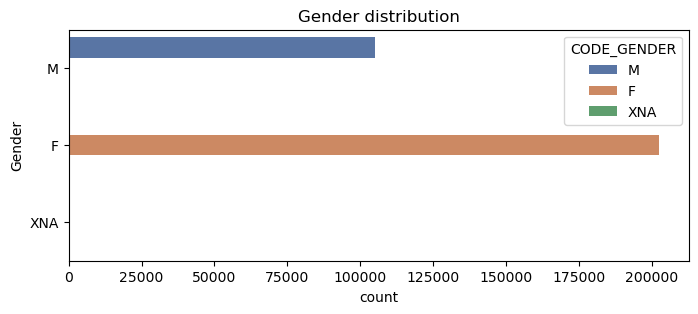 Gender distribution
CODE_GENDER
M
F
XNA
Gender
M
F
XNA
0 25000 50000 75000 100000 125000 150000 175000 200000
count